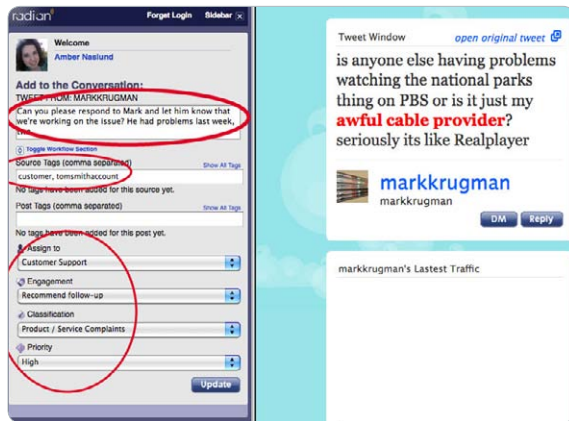 radian6
Forget Login
Sidebar
Welcome
Amber Naslund
Add to the Conversation:
TWEET FROM: MARKKRUGMAN
Can you please respond to Mark and let him know that
we're working on the issue? He had problems last week,
Toggle Workflow Section
Source Tags (comma separated)
Show All Tags
customer, tomsmithaccount
No tags have been added for this source yet.
Post Tags (comma separated)
Show All Tags
No tags have been added for this post yet.
Assign to
Customer Support
Engagement
Recommend follow-up
Classification
Product / Service Complaints
Priority
High
Update
Tweet Window
open original tweet
is anyone else having problems
watching the national parks
thing on PBS or is it just my
awful cable provider?
seriously its like Realplayer
markkrugman
markkrugman
DM
Reply
markkrugman's Lastest Traffic